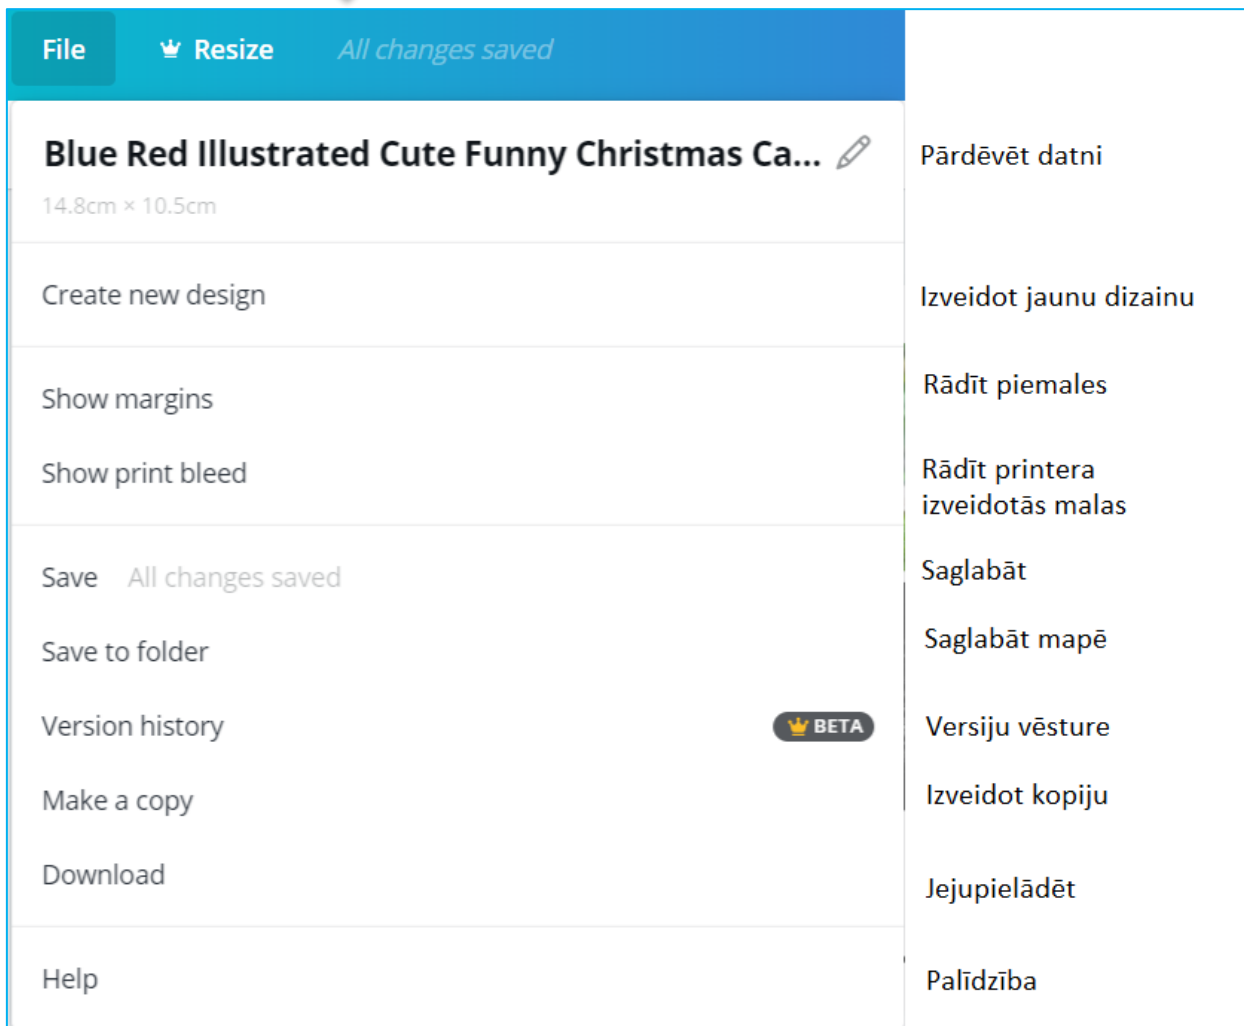 File Resize All changes saved
Blue Red Illustrated Cute Funny Christmas Ca... Pārdēvēt datni
14.8cm × 10.5cm
Create new design Izveidot jaunu dizainu
Show margins Rādīt piemales
Show print bleed Rādīt printera
izveidotās malas
Save All changes saved Saglabāt
Save to folder Saglabāt mapē
Version history BETA Versiju vēsture
Make a copy Izveidot kopiju
Download Jejupielādēt
Help Palīdzība